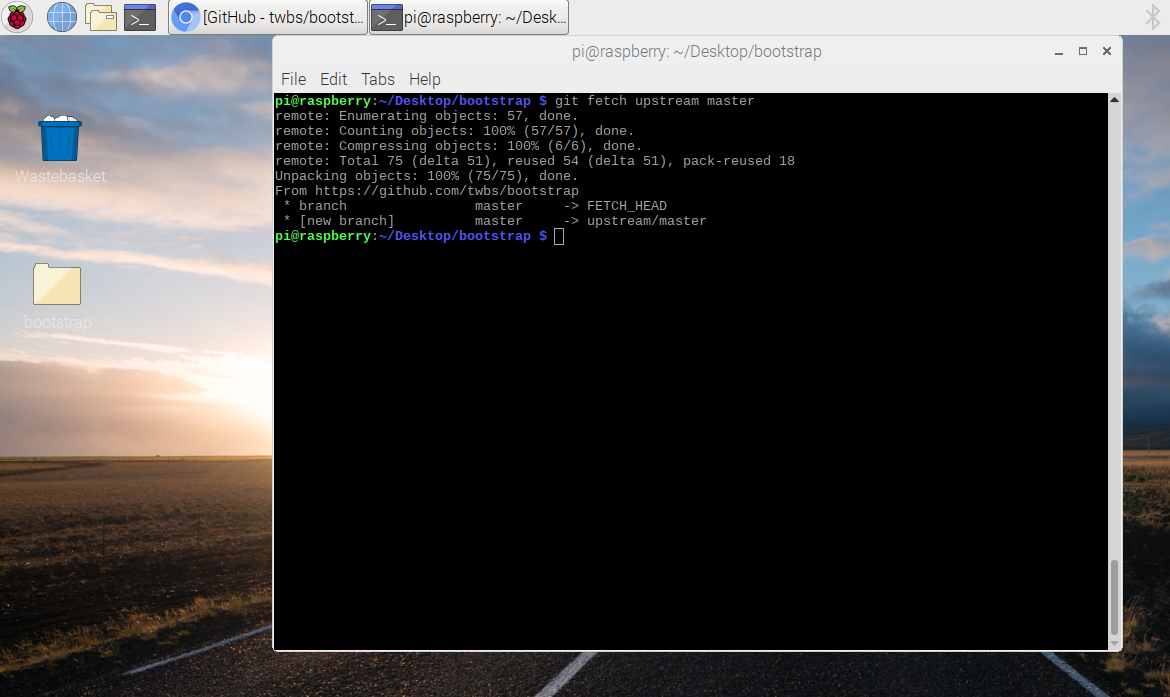 [GitHub - twbs/bootst...
pi@raspberry: ~/Desk...
pi@raspberry: ~/Desktop/bootstrap
File Edit Tabs Help
pi@raspberry:~/Desktop/bootstrap $ git fetch upstream master
remote: Enumerating objects: 57, done.
remote: Counting objects: 100% (57/57), done.
remote: Compressing objects: 100% (6/6), done.
remote: Total 75 (delta 51), reused 54 (delta 51), pack-reused 18
Unpacking objects: 100% (75/75), done.
From https://github.com/twbs/bootstrap
 * branch                master     -> FETCH_HEAD
 * [new branch]          master     -> upstream/master
pi@raspberry:~/Desktop/bootstrap $
Wastebasket
bootstrap